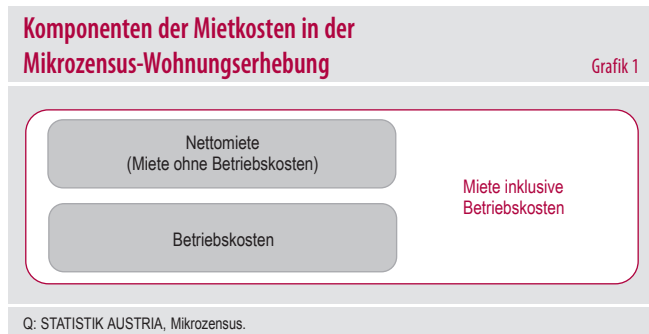 Komponenten der Mietkosten in der
Mikrozensus-Wohnungserhebung
Grafik 1
Nettomiete
(Miete ohne Betriebskosten)
Miete inklusive
Betriebskosten
Betriebskosten
Q: STATISTIK AUSTRIA, Mikrozensus.